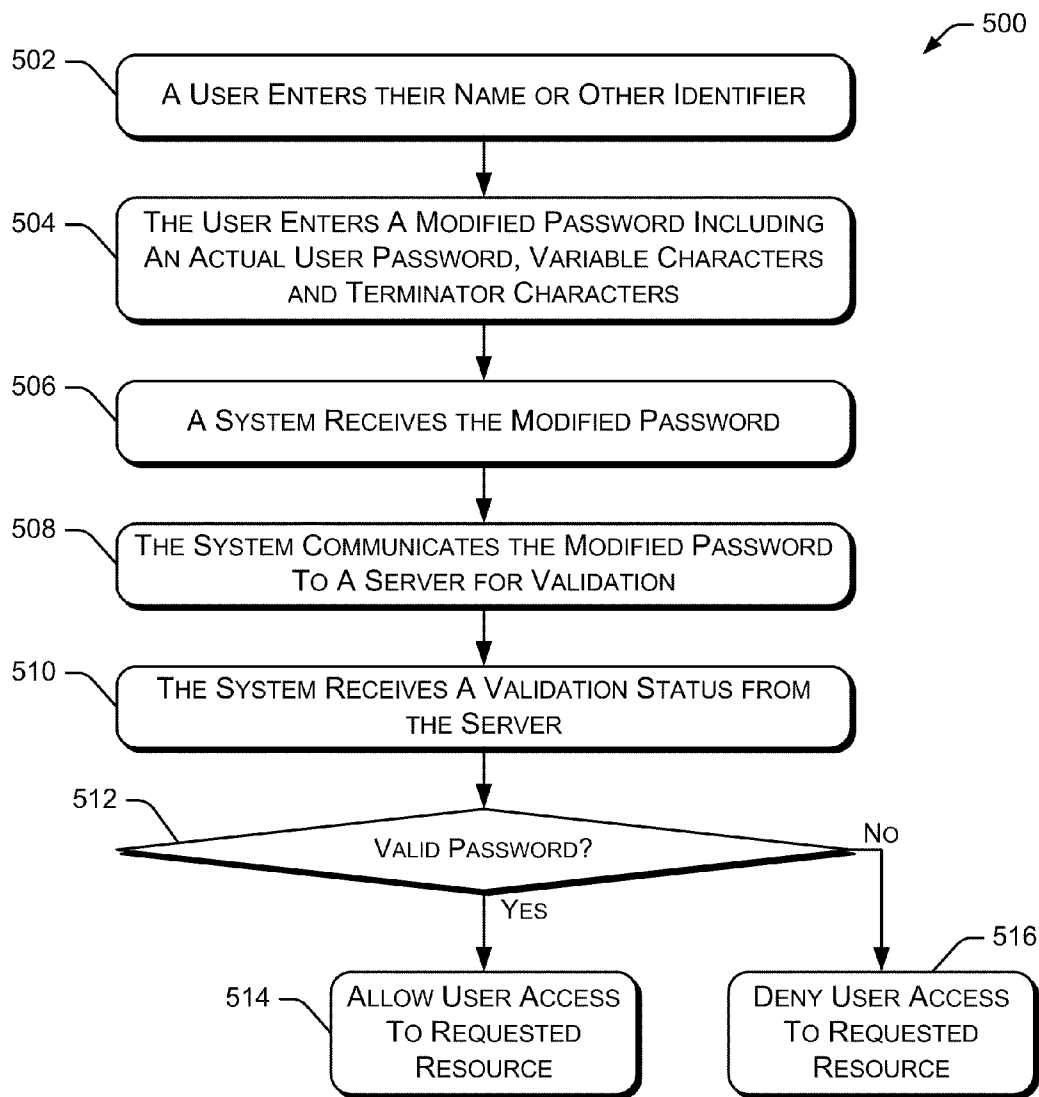 500
502
A USER ENTERS THEIR NAME OR OTHER IDENTIFIER
504
THE USER ENTERS A MODIFIED PASSWORD INCLUDING
AN ACTUAL USER PASSWORD, VARIABLE CHARACTERS
AND TERMINATOR CHARACTERS
506
A SYSTEM RECEIVES THE MODIFIED PASSWORD
508
THE SYSTEM COMMUNICATES THE MODIFIED PASSWORD
TO A SERVER FOR VALIDATION
510
THE SYSTEM RECEIVES A VALIDATION STATUS FROM
THE SERVER
512
VALID PASSWORD?
NO
YES
514
ALLOW USER ACCESS
TO REQUESTED
RESOURCE
516
DENY USER ACCESS
TO REQUESTED
RESOURCE